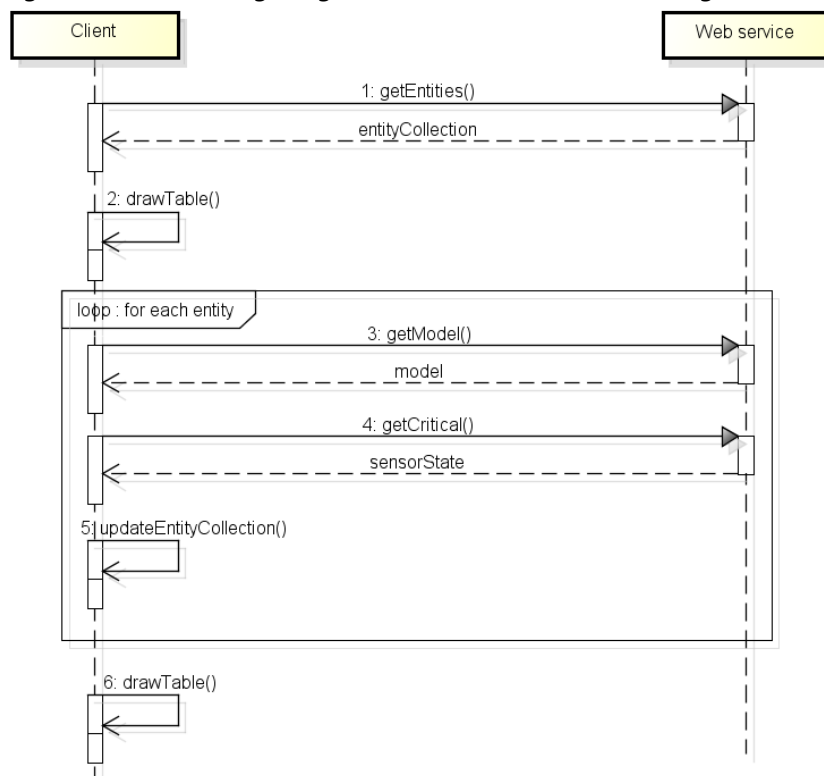 Client
Web service
1: getEntities()
entityCollection
2: drawTable()
loop : for each entity
3: getModel()
model
4: getCritical()
sensorState
5: updateEntityCollection()
6: drawTable()